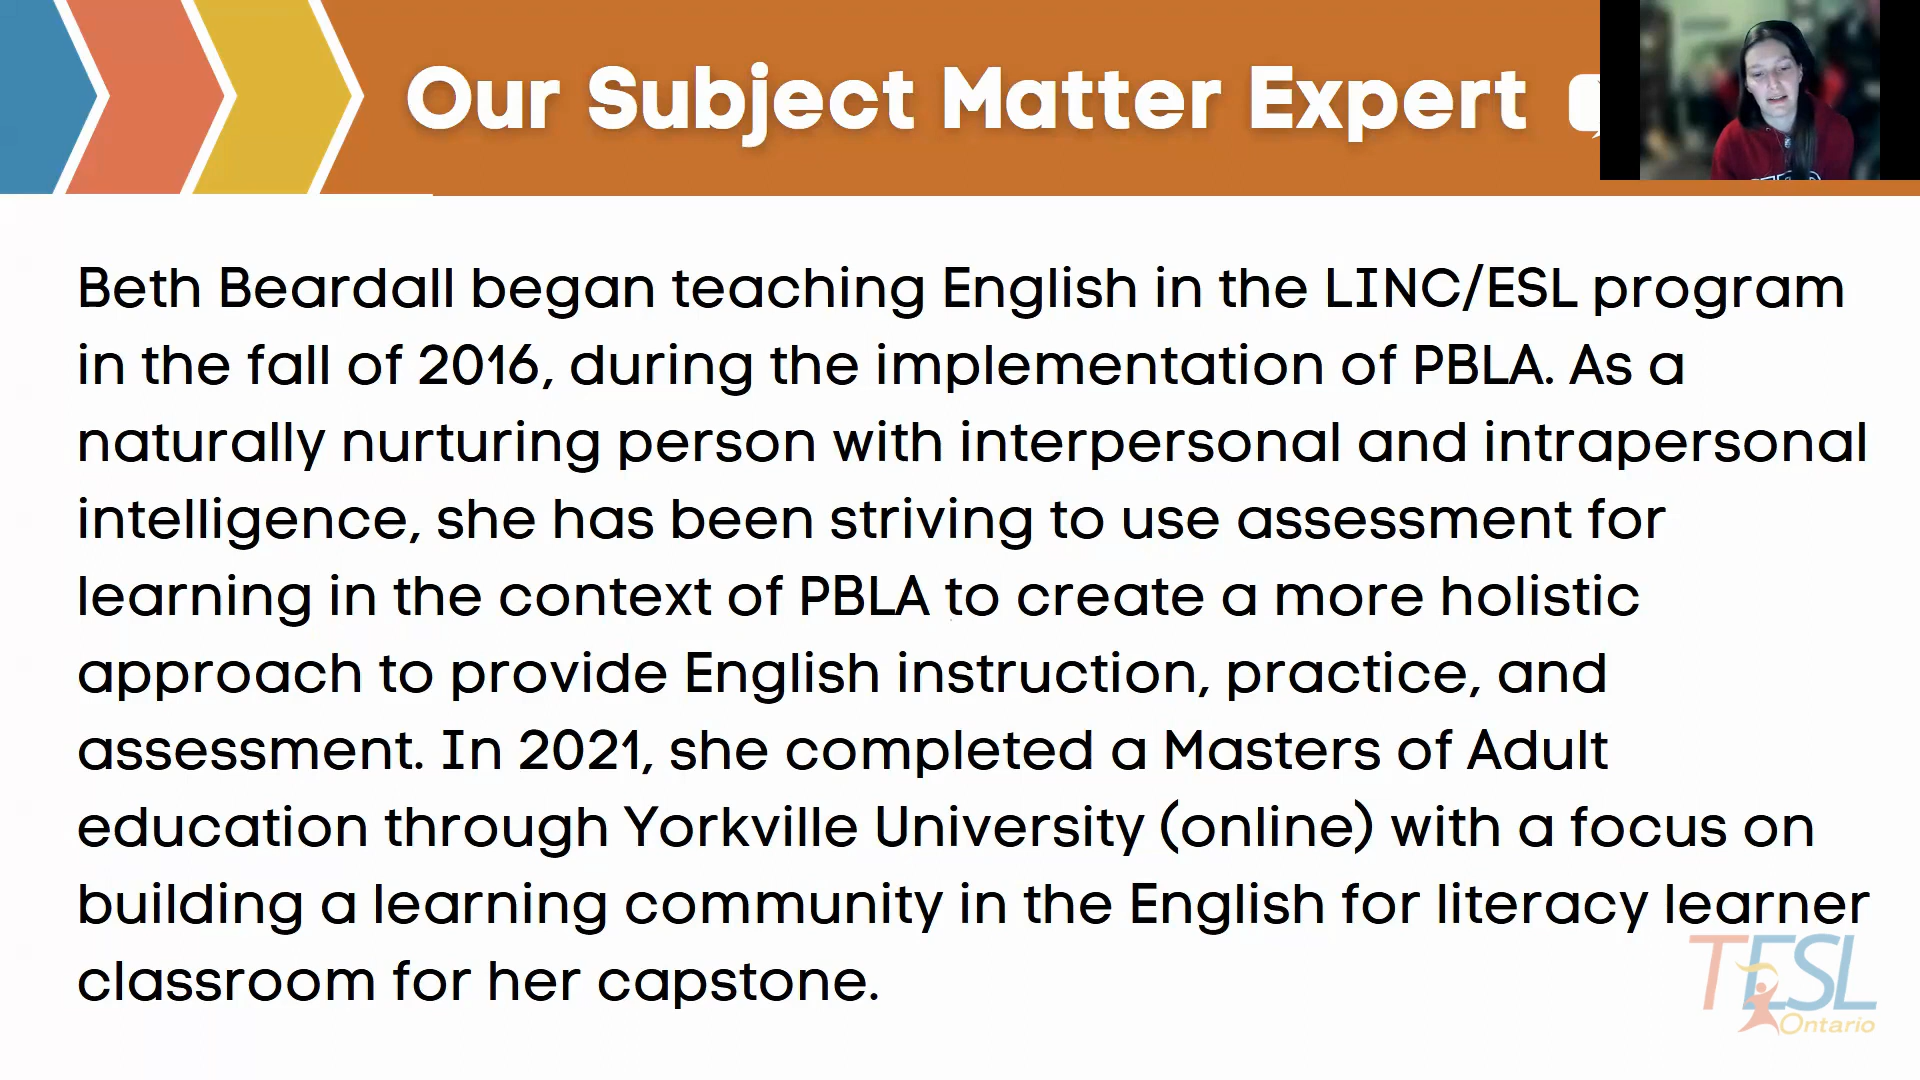 Our Subject Matter Expert
Beth Beardall began teaching English in the LINC/ESL program
in the fall of 2016, during the implementation of PBLA. As a
naturally nurturing person with interpersonal and intrapersonal
intelligence, she has been striving to use assessment for
learning in the context of PBLA to create a more holistic
approach to provide English instruction, practice, and
assessment. In 2021, she completed a Masters of Adult
education through Yorkville University (online) with a focus on
building a learning community in the English for literacy learner
classroom for her capstone.
TESL
Ontario